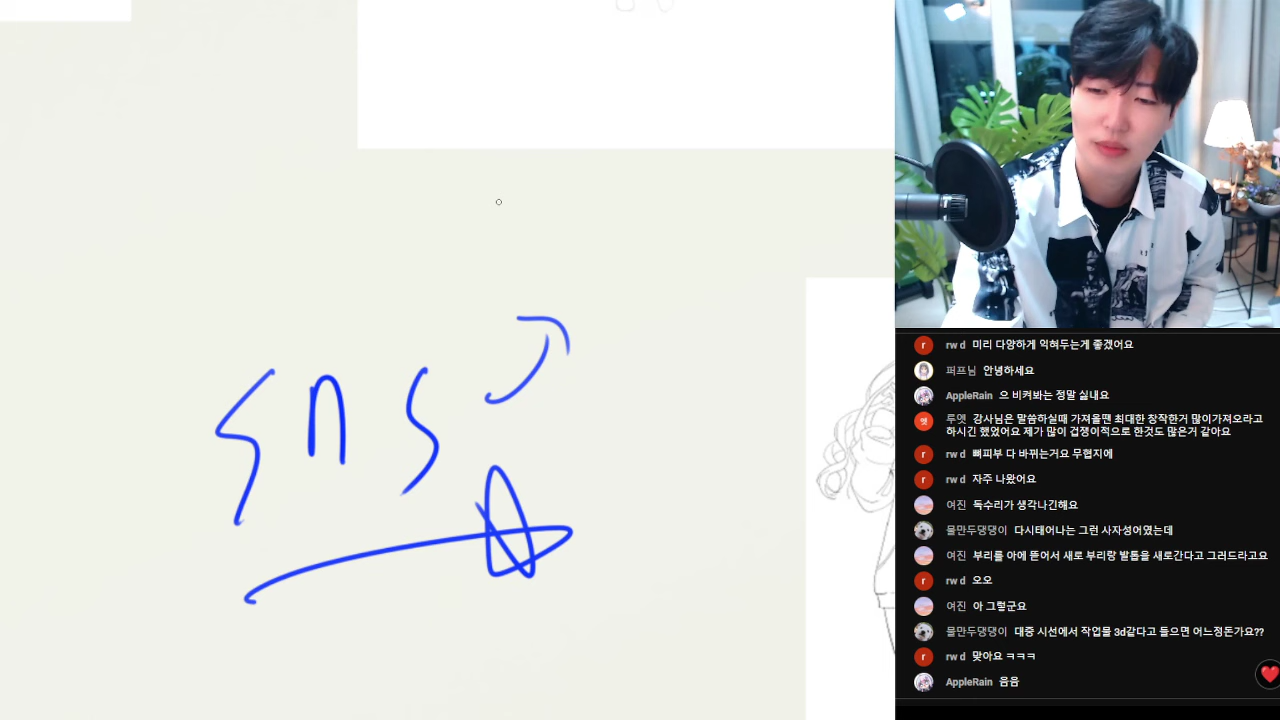 sns
r rw d 미리 다양하게 익혀두는게 좋겠어요
퍼프님 안녕하세요
AppleRain 으 비켜봐는 정말 싫내요
엣 루엣 강사님은 말씀하실때 가져올땐 최대한 창작한거 많이가져오라고
하시긴 했었어요 제가 많이 겁쟁이적으로 한것도 많은거 같아요
r rw d 뼈피부 다 바뀌는거요 무협지에
r rw d 자주 나왔어요
여진 독수리가 생각나긴해요
물만두댕댕이 다시태어나는 그런 사자성어였는데
여진 부리를 아에 뜯어서 새로 부리랑 발톱을 새로간다고 그러드라고요
r rw d 오오
여진 아 그렇군요
물만두댕댕이 대중 시선에서 작업물 3d같다고 들으면 어느정돈가요??
r rw d 맞아요 ㅋㅋㅋ
AppleRain 음음